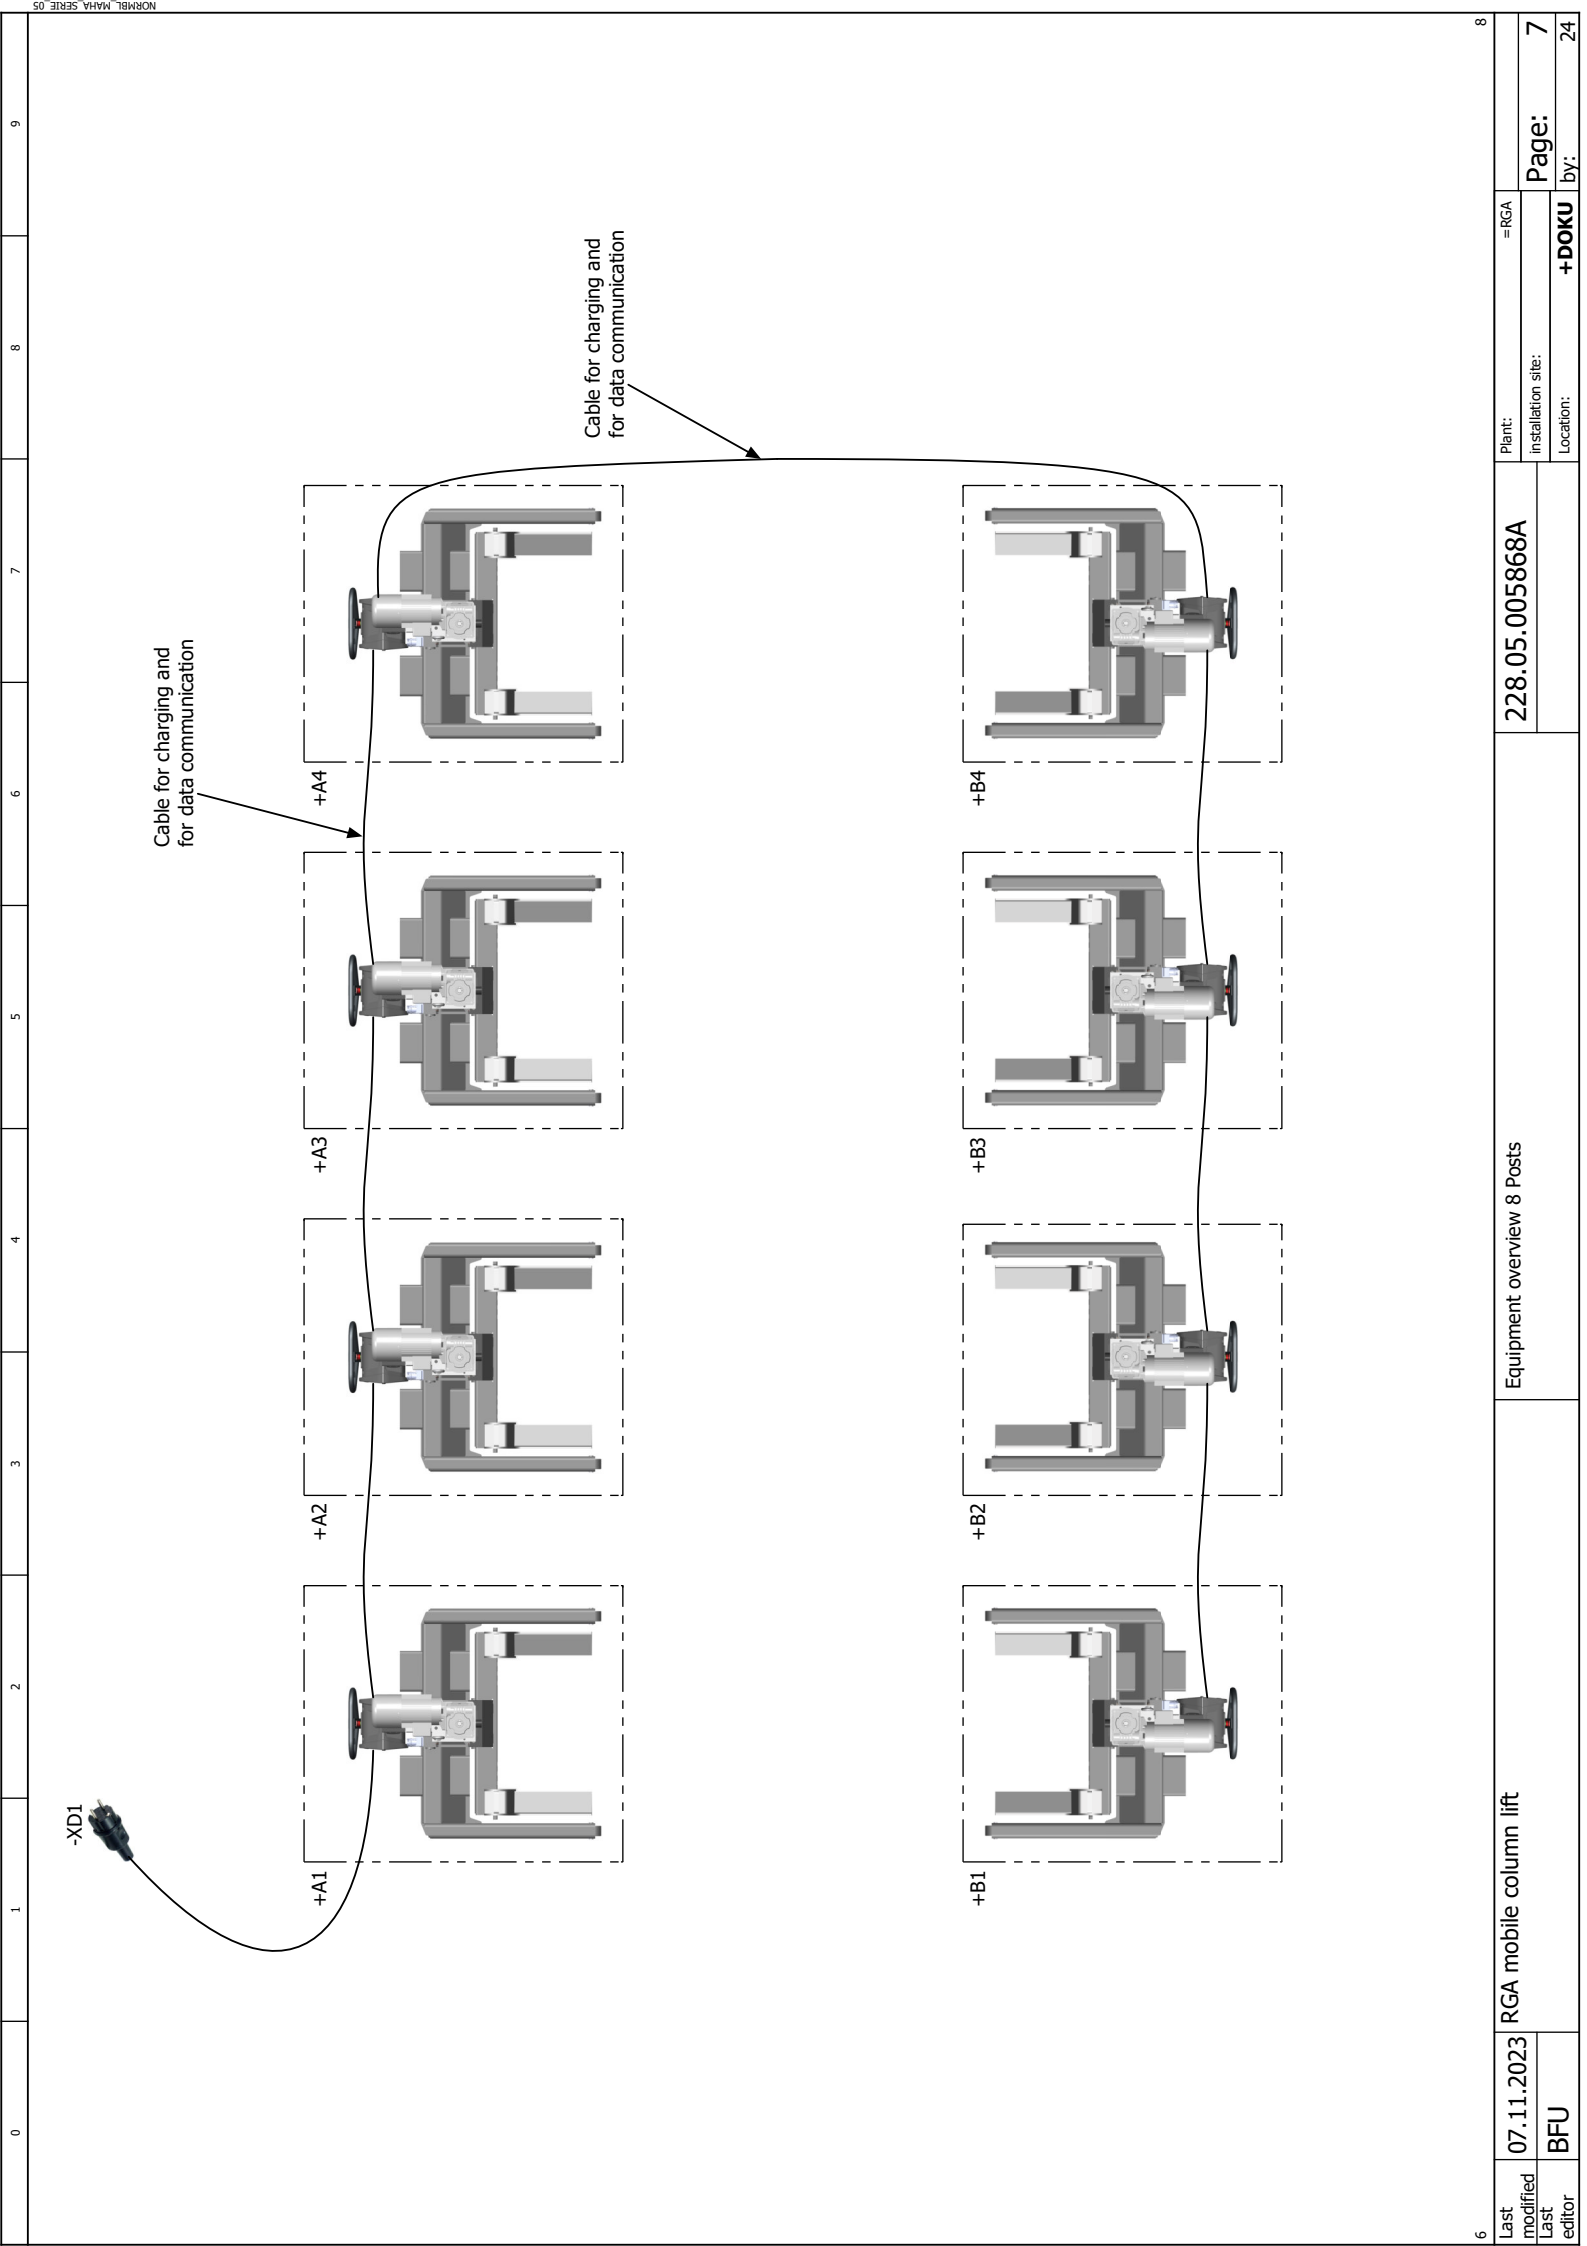 NORMBL_MAHA_SERIE_05
0
1
2
3
4
5
6
7
8
9
-XD1
Cable for charging and
for data communication
Cable for charging and
for data communication
+A1
+A2
+A3
+A4
+B1
+B2
+B3
+B4
6
8
Last
modified
07.11.2023
Last
editor
BFU
RGA mobile column lift
Equipment overview 8 Posts
228.05.005868A
Plant:
=RGA
installation site:
Location:
+DOKU
Page:
7
by:
24